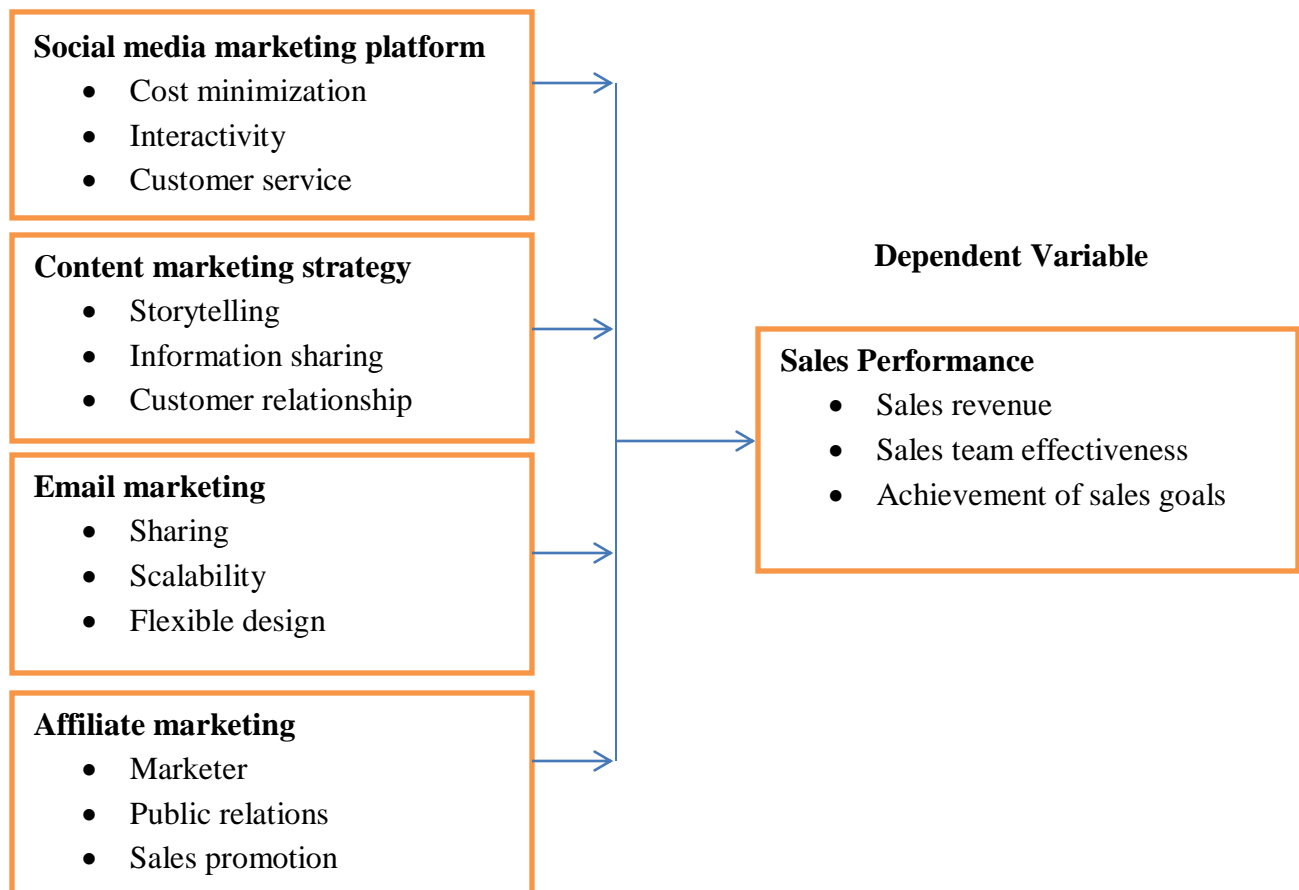 Social media marketing platform
• Cost minimization
• Interactivity
• Customer service
Content marketing strategy
• Storytelling
• Information sharing
• Customer relationship
Email marketing
• Sharing
• Scalability
• Flexible design
Affiliate marketing
• Marketer
• Public relations
• Sales promotion
Dependent Variable
Sales Performance
• Sales revenue
• Sales team effectiveness
• Achievement of sales goals